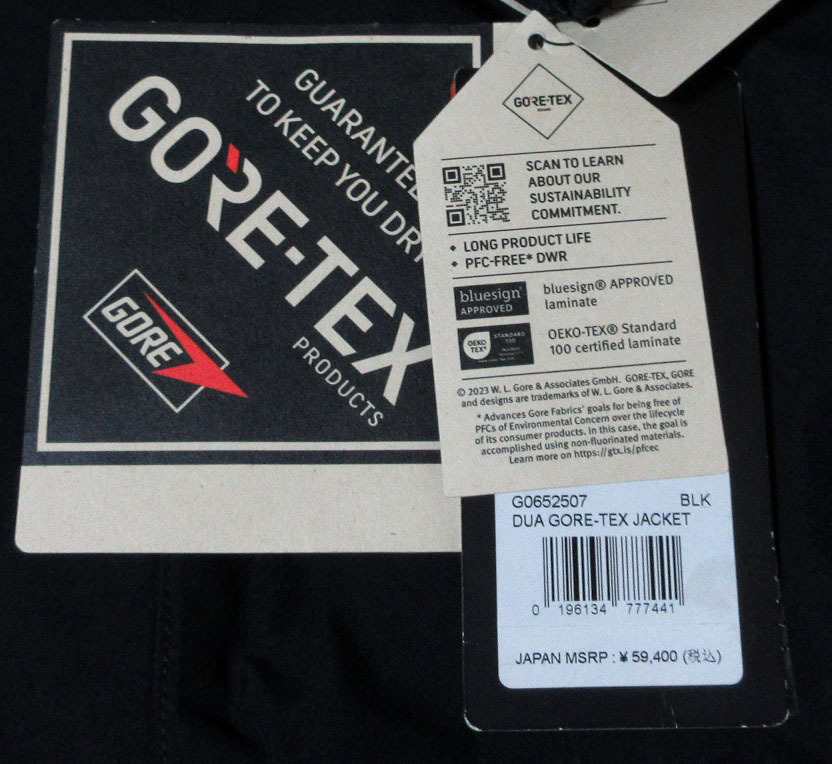 GUARANTEE
TO KEEP YOU DRY
GORE-TEX
PRODUCTS
GORE
GORE-TEX
BRAND
SCAN TO LEARN
ABOUT OUR
SUSTAINABILITY
COMMITMENT.
LONG PRODUCT LIFE
PFC-FREE* DWR
bluesign®
APPROVED
bluesign® APPROVED
laminate
OEKO
TEX®
STANDARD
100
OEKO-TEX® Standard
100 certified laminate
© 2023 W. L. Gore & Associates GmbH. GORE-TEX, GORE
and designs are trademarks of W. L. Gore & Associates.
* Advances Gore Fabrics' goals for being free of
PFCs of Environmental Concern over the lifecycle
of its consumer products. In this case, the goal is
accomplished using non-fluorinated materials.
Learn more on https://gtx.is/pfcec
G0652507 BLK
DUA GORE-TEX JACKET
0 196134 777441
JAPAN MSRP : ¥ 59,400 (税込)